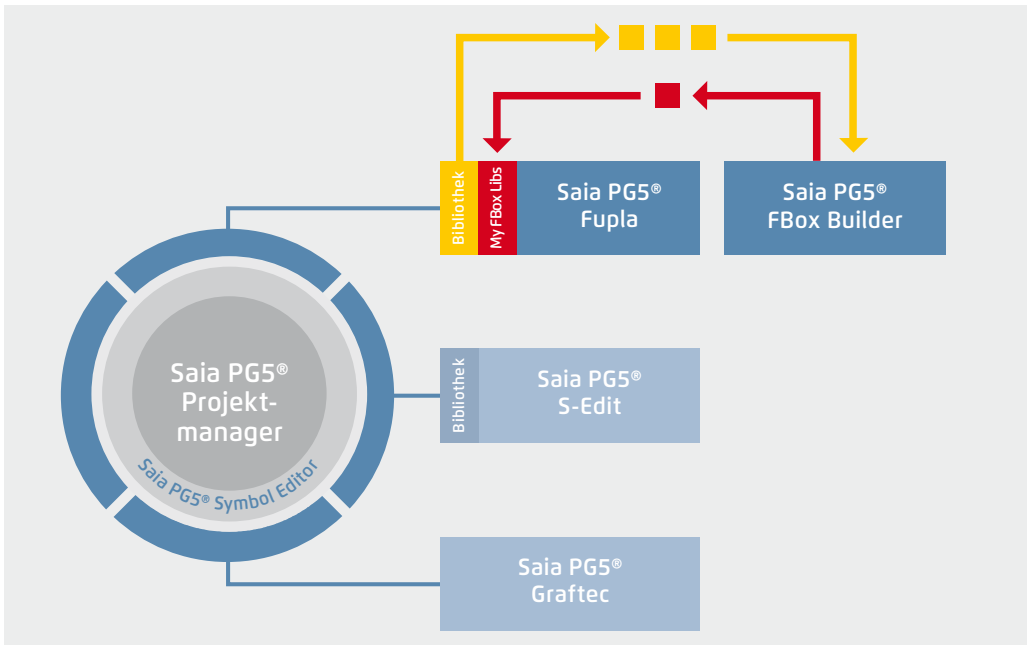 Bibliothek
My FBox Libs
Saia PG5®
Fupla
Saia PG5®
FBox Builder
Saia PG5®
Projekt-
manager
Saia PG5® Symbol Editor
Bibliothek
Saia PG5®
S-Edit
Saia PG5®
Graftec